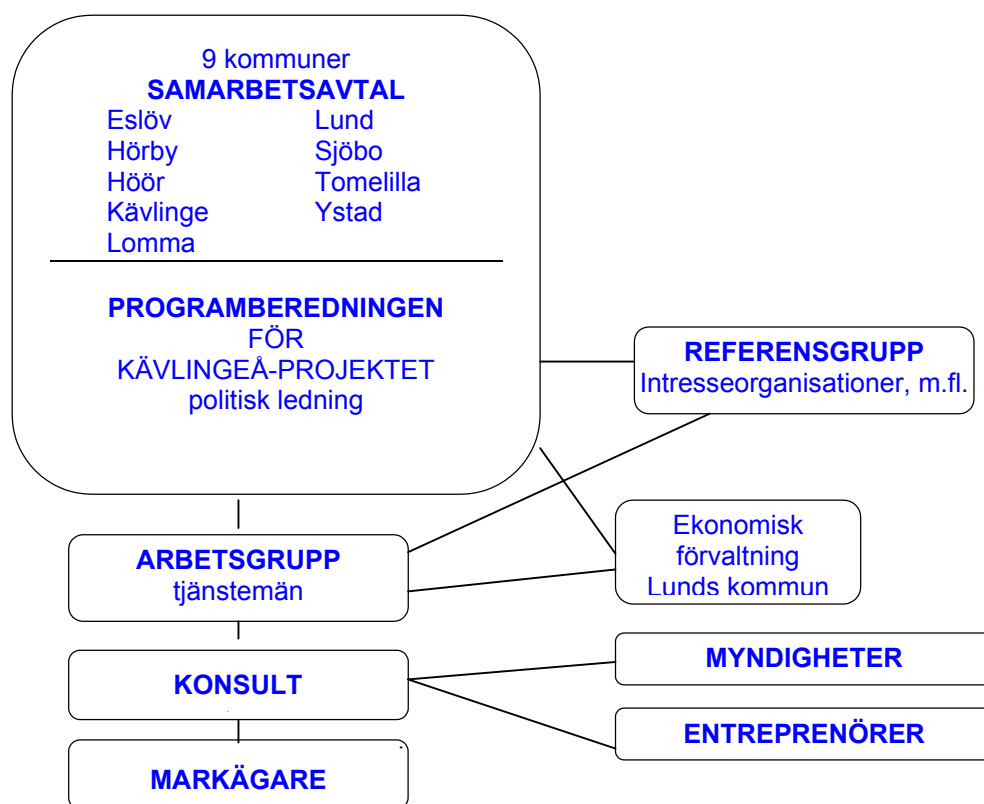 9 kommuner
SAMARBETSAVTAL
Eslöv Lund
Hörby Sjöbo
Höör Tomelilla
Kävlinge Ystad
Lomma
PROGRAMBEREDNINGEN
FÖR
KÄVLINGEÅ-PROJEKTET
politisk ledning
REFERENSGRUPP
Intresseorganisationer, m.fl.
ARBETSGRUPP
tjänstemän
Ekonomisk
förvaltning
Lunds kommun
KONSULT
MYNDIGHETER
ENTREPRENÖRER
MARKÄGARE